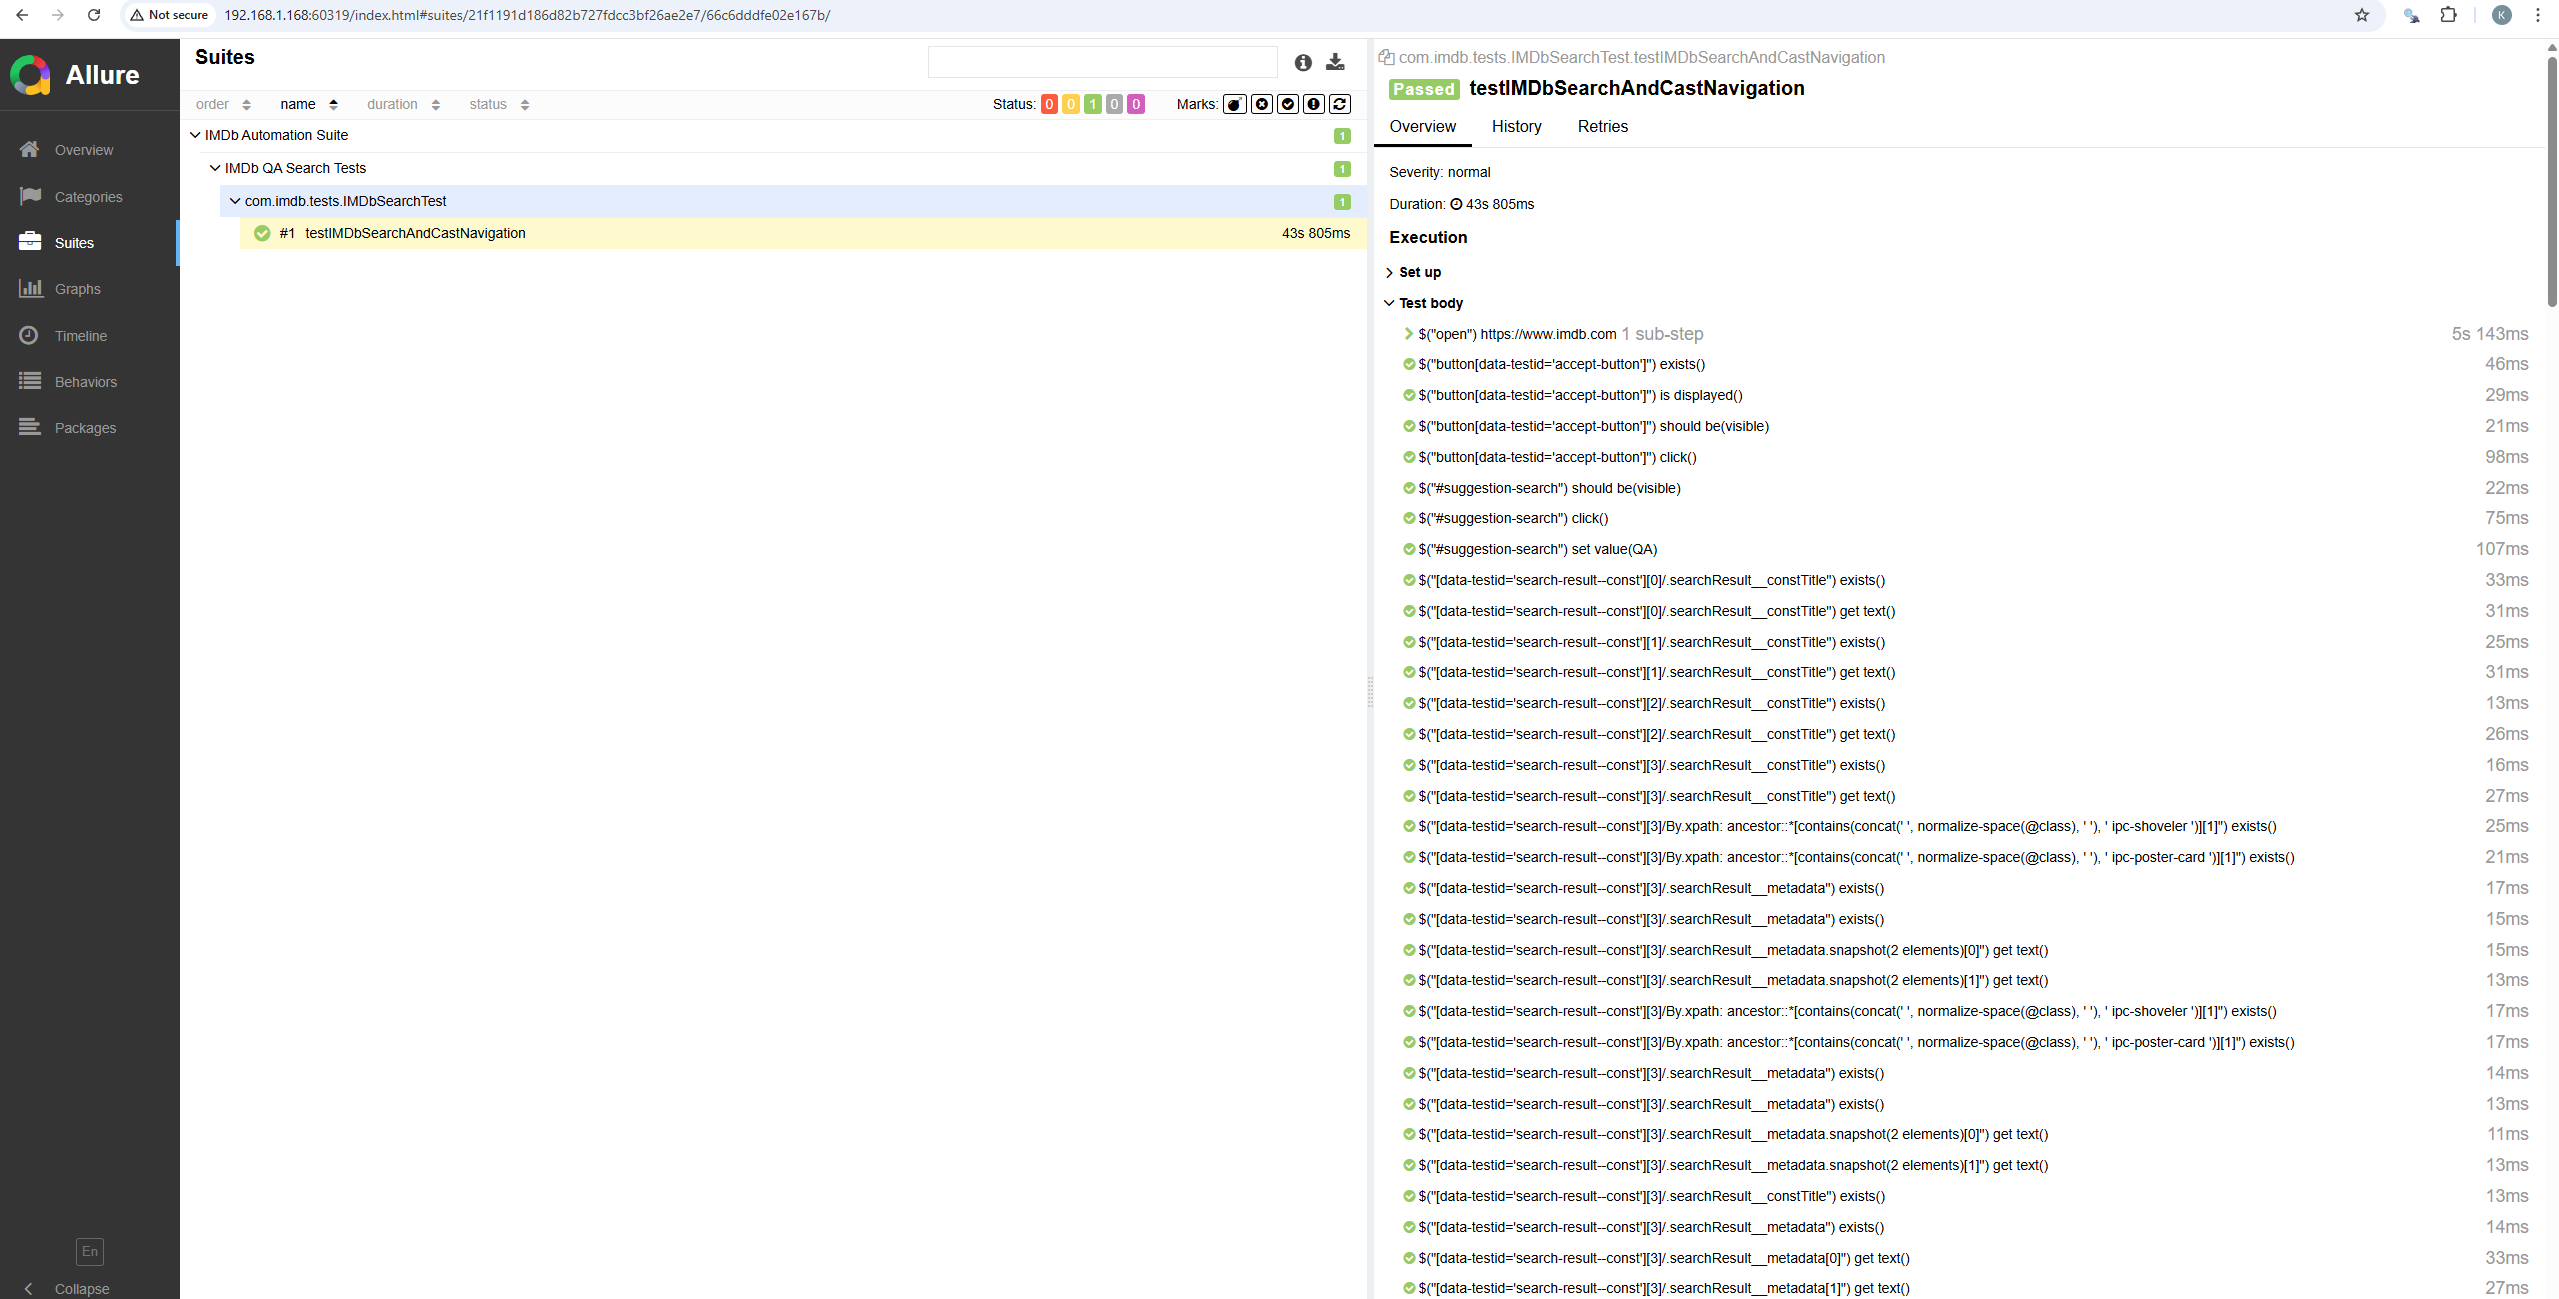 Not secure 192.168.1.168:60319/index.html#suites/21f1191d186d82b727fdcc3bf26ae2e7/66c6dddfe02e167b/
K
Allure
Overview
Categories
Suites
Graphs
Timeline
Behaviors
Packages
En
Collapse
Suites
order name duration status Status: 0 0 1 0 0 Marks:
IMDb Automation Suite 1
IMDb QA Search Tests 1
com.imdb.tests.IMDbSearchTest 1
#1 testIMDbSearchAndCastNavigation 43s 805ms
com.imdb.tests.IMDbSearchTest.testIMDbSearchAndCastNavigation
Passed testIMDbSearchAndCastNavigation
Overview History Retries
Severity: normal
Duration: 43s 805ms
Execution
Set up
Test body
$("open") https://www.imdb.com 1 sub-step 5s 143ms
$("button[data-testid='accept-button']") exists() 46ms
$("button[data-testid='accept-button']") is displayed() 29ms
$("button[data-testid='accept-button']") should be(visible) 21ms
$("button[data-testid='accept-button']") click() 98ms
$("#suggestion-search") should be(visible) 22ms
$("#suggestion-search") click() 75ms
$("#suggestion-search") set value(QA) 107ms
$("[data-testid='search-result--const'][0]/.searchResult__constTitle") exists() 33ms
$("[data-testid='search-result--const'][0]/.searchResult__constTitle") get text() 31ms
$("[data-testid='search-result--const'][1]/.searchResult__constTitle") exists() 25ms
$("[data-testid='search-result--const'][1]/.searchResult__constTitle") get text() 31ms
$("[data-testid='search-result--const'][2]/.searchResult__constTitle") exists() 13ms
$("[data-testid='search-result--const'][2]/.searchResult__constTitle") get text() 26ms
$("[data-testid='search-result--const'][3]/.searchResult__constTitle") exists() 16ms
$("[data-testid='search-result--const'][3]/.searchResult__constTitle") get text() 27ms
$("[data-testid='search-result--const'][3]/By.xpath: ancestor::*[contains(concat(' ', normalize-space(@class), ' '), ' ipc-shoveler ')][1]") exists() 25ms
$("[data-testid='search-result--const'][3]/By.xpath: ancestor::*[contains(concat(' ', normalize-space(@class), ' '), ' ipc-poster-card ')][1]") exists() 21ms
$("[data-testid='search-result--const'][3]/.searchResult__metadata") exists() 17ms
$("[data-testid='search-result--const'][3]/.searchResult__metadata") exists() 15ms
$("[data-testid='search-result--const'][3]/.searchResult__metadata.snapshot(2 elements)[0]") get text() 15ms
$("[data-testid='search-result--const'][3]/.searchResult__metadata.snapshot(2 elements)[1]") get text() 13ms
$("[data-testid='search-result--const'][3]/By.xpath: ancestor::*[contains(concat(' ', normalize-space(@class), ' '), ' ipc-shoveler ')][1]") exists() 17ms
$("[data-testid='search-result--const'][3]/By.xpath: ancestor::*[contains(concat(' ', normalize-space(@class), ' '), ' ipc-poster-card ')][1]") exists() 17ms
$("[data-testid='search-result--const'][3]/.searchResult__metadata") exists() 14ms
$("[data-testid='search-result--const'][3]/.searchResult__metadata") exists() 13ms
$("[data-testid='search-result--const'][3]/.searchResult__metadata.snapshot(2 elements)[0]") get text() 11ms
$("[data-testid='search-result--const'][3]/.searchResult__metadata.snapshot(2 elements)[1]") get text() 13ms
$("[data-testid='search-result--const'][3]/.searchResult__constTitle") exists() 13ms
$("[data-testid='search-result--const'][3]/.searchResult__metadata") exists() 14ms
$("[data-testid='search-result--const'][3]/.searchResult__metadata[0]") get text() 33ms
$("[data-testid='search-result--const'][3]/.searchResult__metadata[1]") get text() 27ms